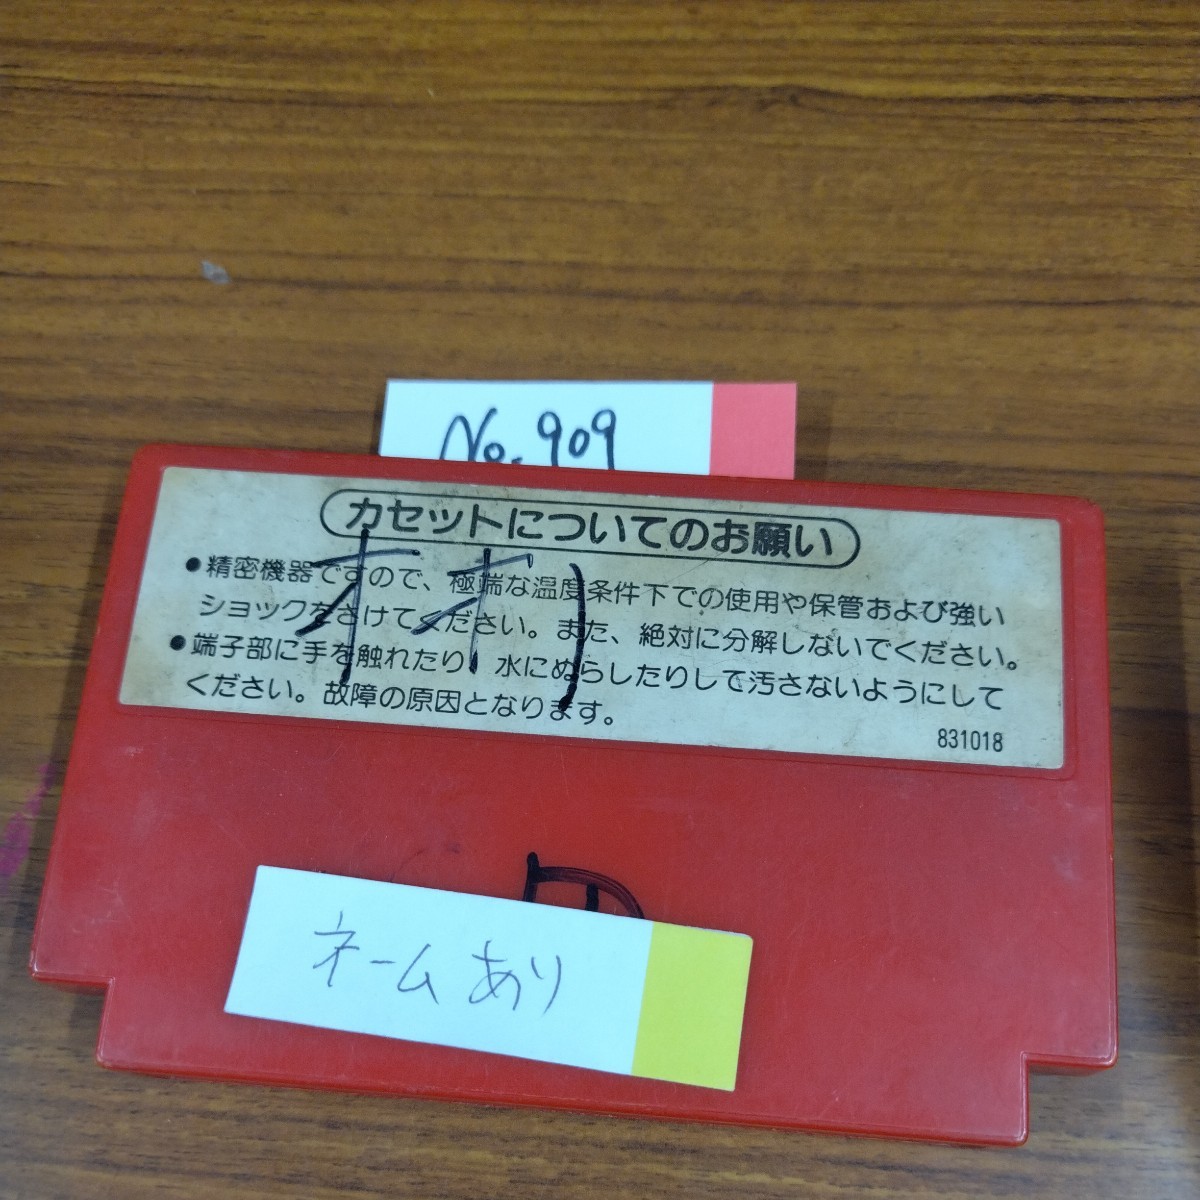 No. 909
カセットについてのお願い
●精密機器ですので、極端な温度条件下での使用や保管および強い
ショックをさけてください。また、絶対に分解しないでください。
●端子部に手を触れたり、水にぬらしたりして汚さないようにして
ください。故障の原因となります。
831018
ネームあり